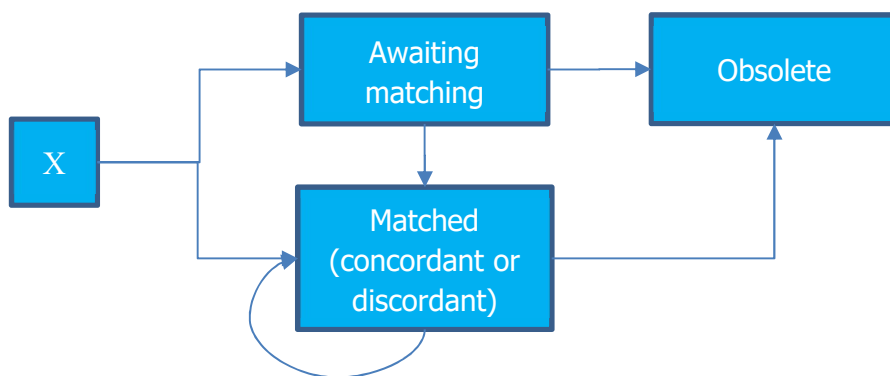 Awaiting
matching
Obsolete
X
Matched
(concordant or
discordant)